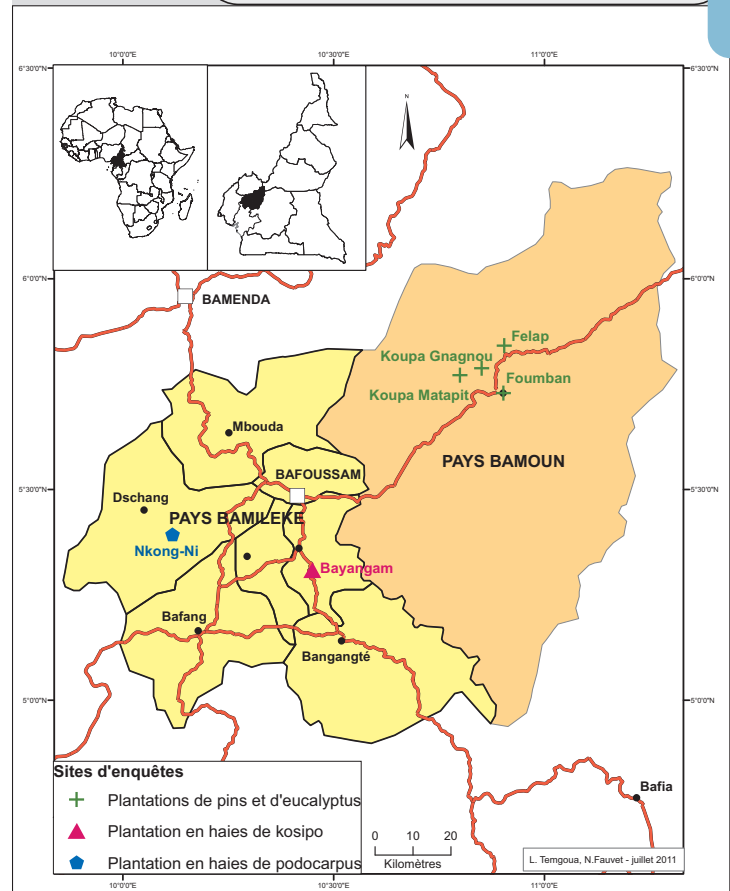 10°0'0"E 10°30'0"E 11°0'0"E
6°30'0"N 6°30'0"N
N
6°0'0"N 6°0'0"N
BAMENDA
Felap
Koupa Gnagnou
Koupa Matapit
Foumban
Mbouda
PAYS BAMOUN
BAFOUSSAM
5°30'0"N 5°30'0"N
Dschang
PAYS BAMILEKE
Nkong-Ni
Bayangam
Bafang
Bangangté
5°0'0"N 5°0'0"N
Sites d'enquêtes
Plantations de pins et d'eucalyptus
Plantation en haies de kosipo
Plantation en haies de podocarpus
Bafia
0 10 20
Kilomètres
L. Temgoua, N.Fauvet - juillet 2011
10°0'0"E 10°30'0"E 11°0'0"E